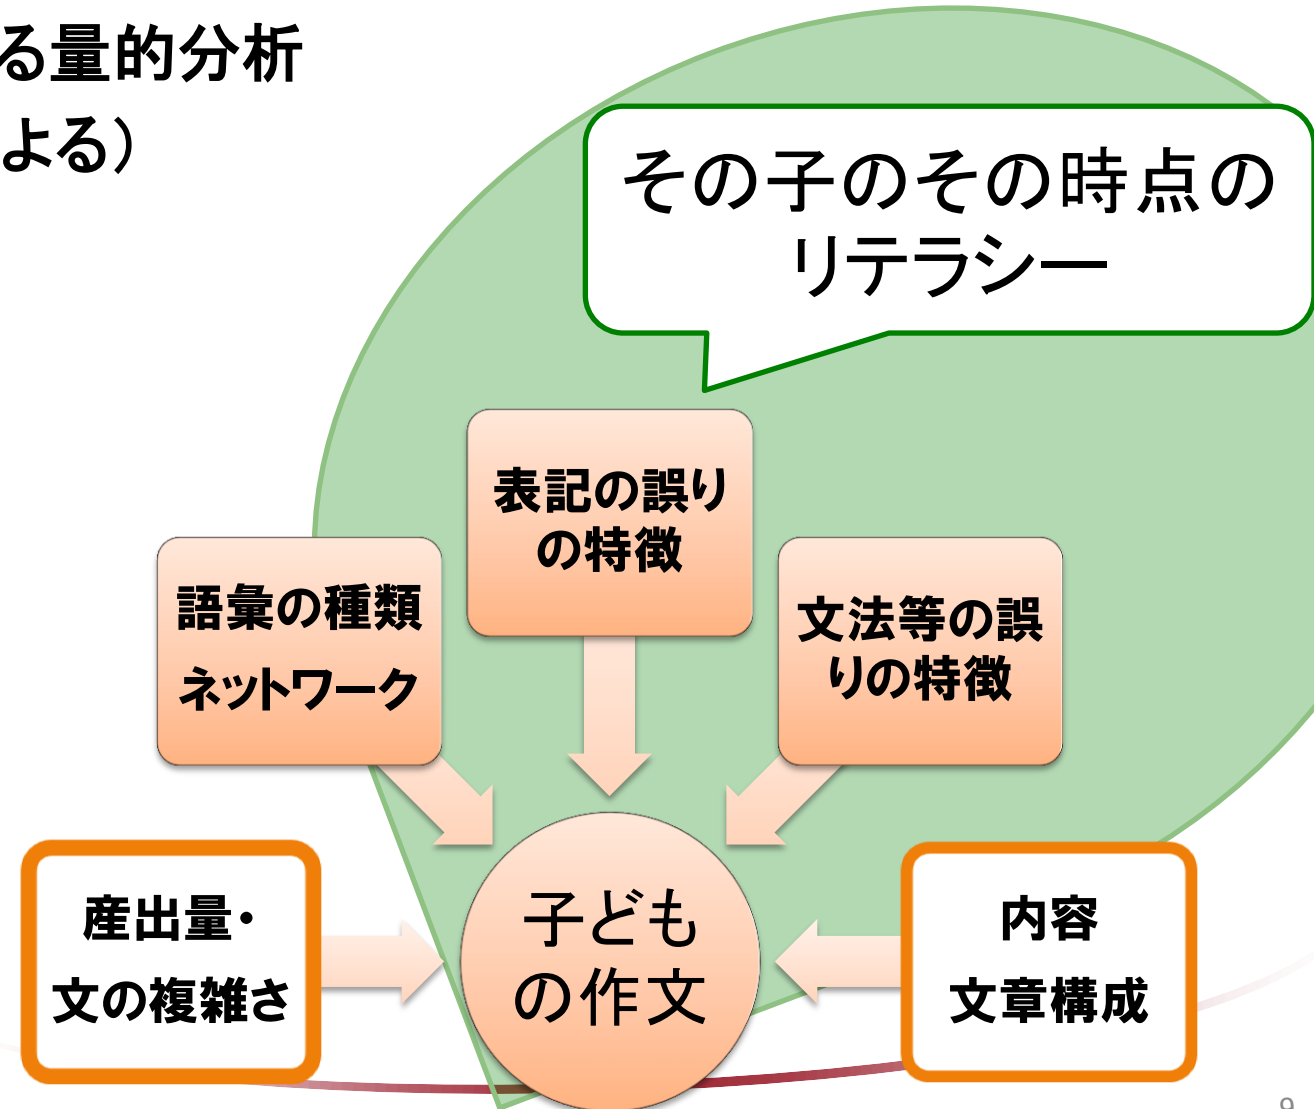 る量的分析
よる）
その子のその時点の
リテラシー
表記の誤り
の特徴
語彙の種類
ネットワーク
文法等の誤
りの特徴
産出量・
文の複雑さ
子ども
の作文
内容
文章構成
9